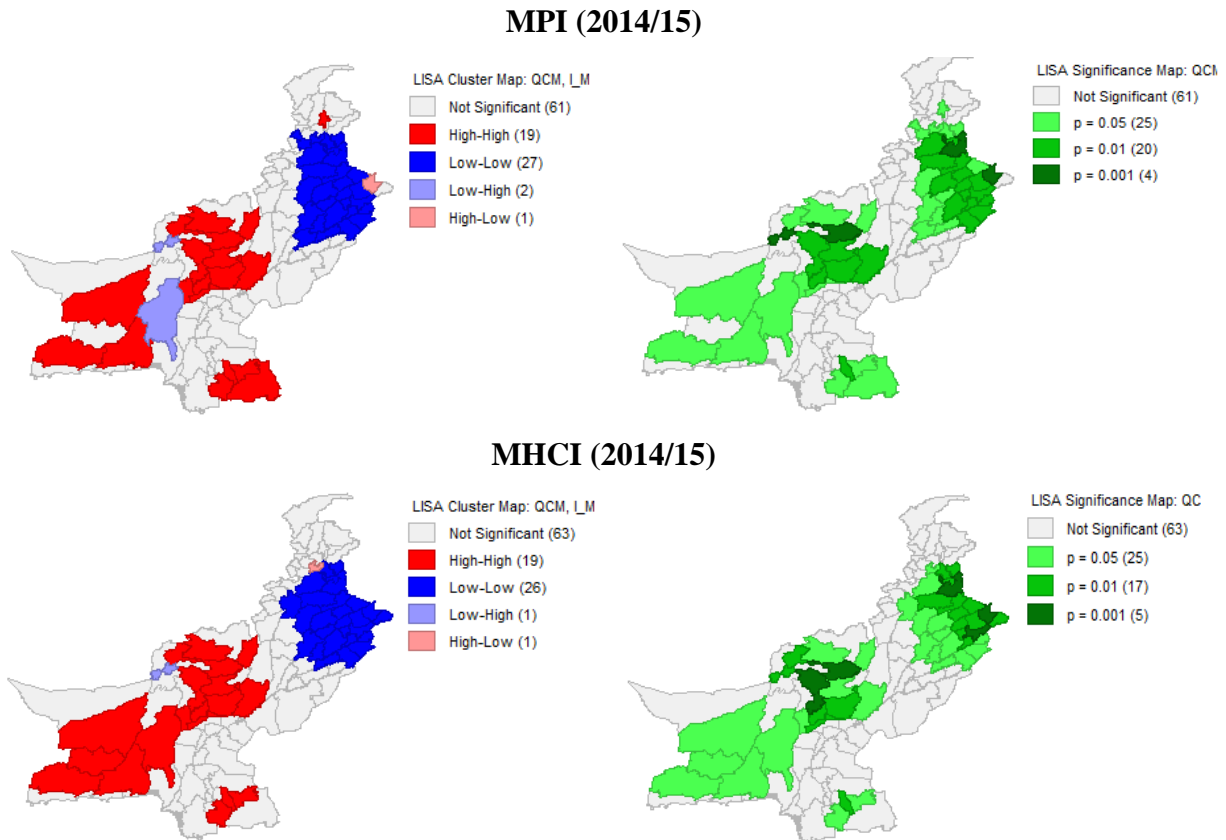 MPI (2014/15)
LISA Cluster Map: QCM, I_M
Not Significant (61)
High-High (19)
Low-Low (27)
Low-High (2)
High-Low (1)
LISA Significance Map: QCM
Not Significant (61)
p = 0.05 (25)
p = 0.01 (20)
p = 0.001 (4)
MHCI (2014/15)
LISA Cluster Map: QCM, I_M
Not Significant (63)
High-High (19)
Low-Low (26)
Low-High (1)
High-Low (1)
LISA Significance Map: QC
Not Significant (63)
p = 0.05 (25)
p = 0.01 (17)
p = 0.001 (5)